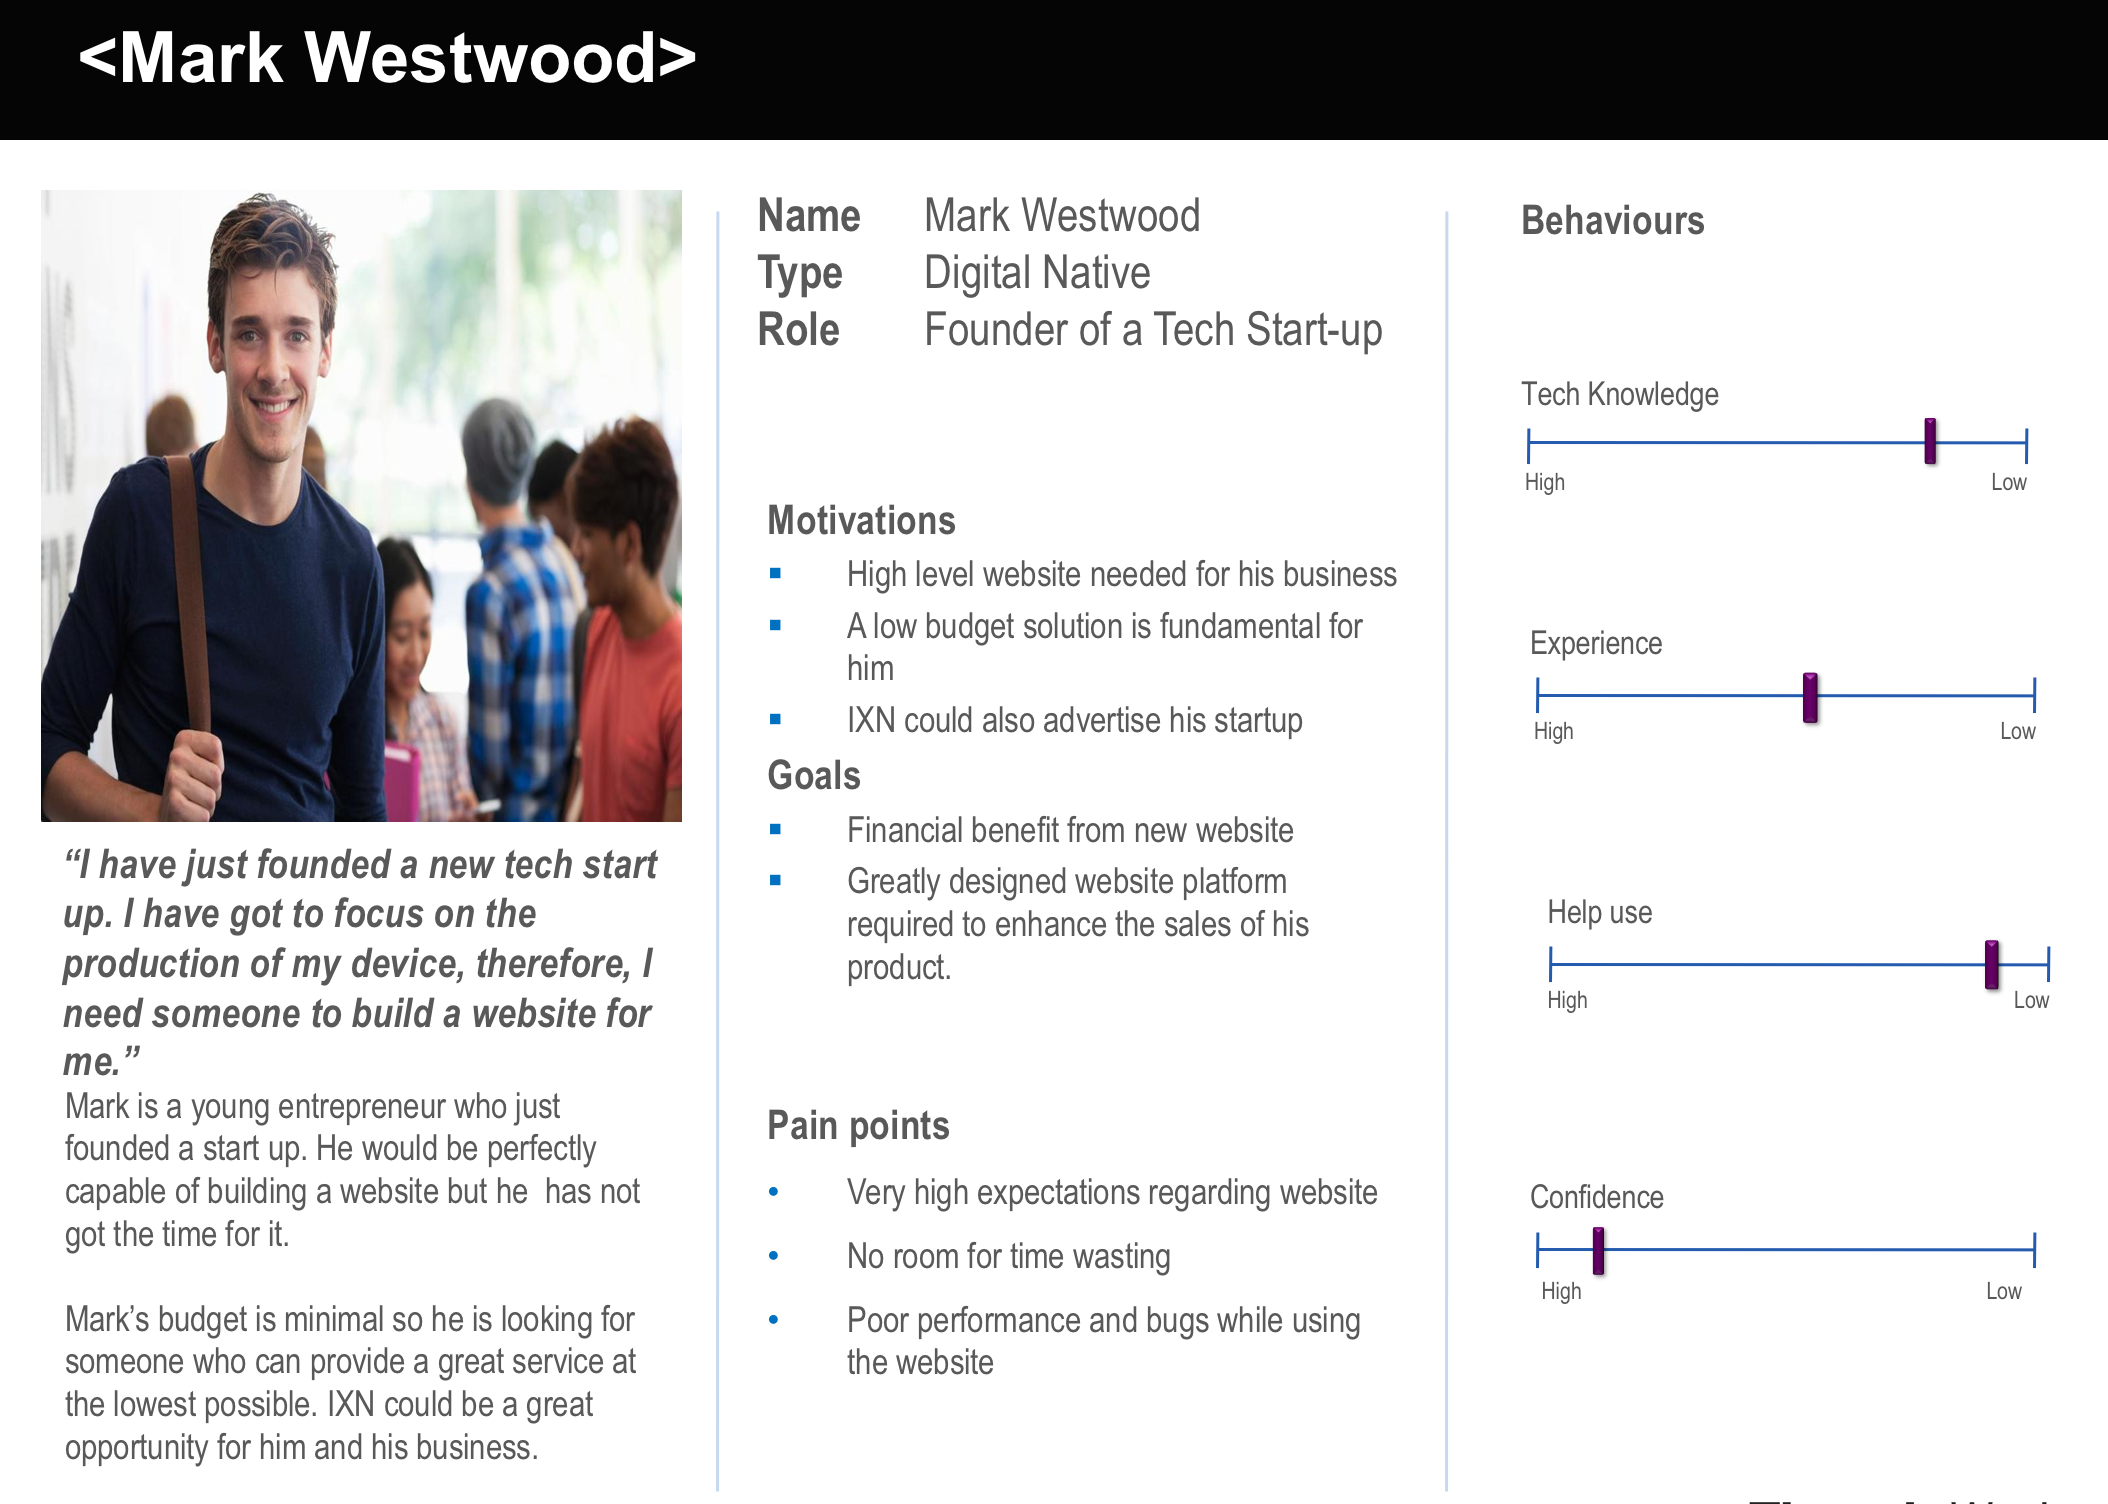 <Mark Westwood>
“I have just founded a new tech start
up. I have got to focus on the
production of my device, therefore, I
need someone to build a website for
me.”
Mark is a young entrepreneur who just
founded a start up. He would be perfectly
capable of building a website but he  has not
got the time for it.
Mark’s budget is minimal so he is looking for
someone who can provide a great service at
the lowest possible. IXN could be a great
opportunity for him and his business.
Name Mark Westwood
Type Digital Native
Role Founder of a Tech Start-up
Motivations
▪ High level website needed for his business
▪ A low budget solution is fundamental for
him
▪ IXN could also advertise his startup
Goals
▪ Financial benefit from new website
▪ Greatly designed website platform
required to enhance the sales of his
product.
Pain points
• Very high expectations regarding website
• No room for time wasting
• Poor performance and bugs while using
the website
Behaviours
Tech Knowledge
High Low
Experience
High Low
Help use
High Low
Confidence
High Low